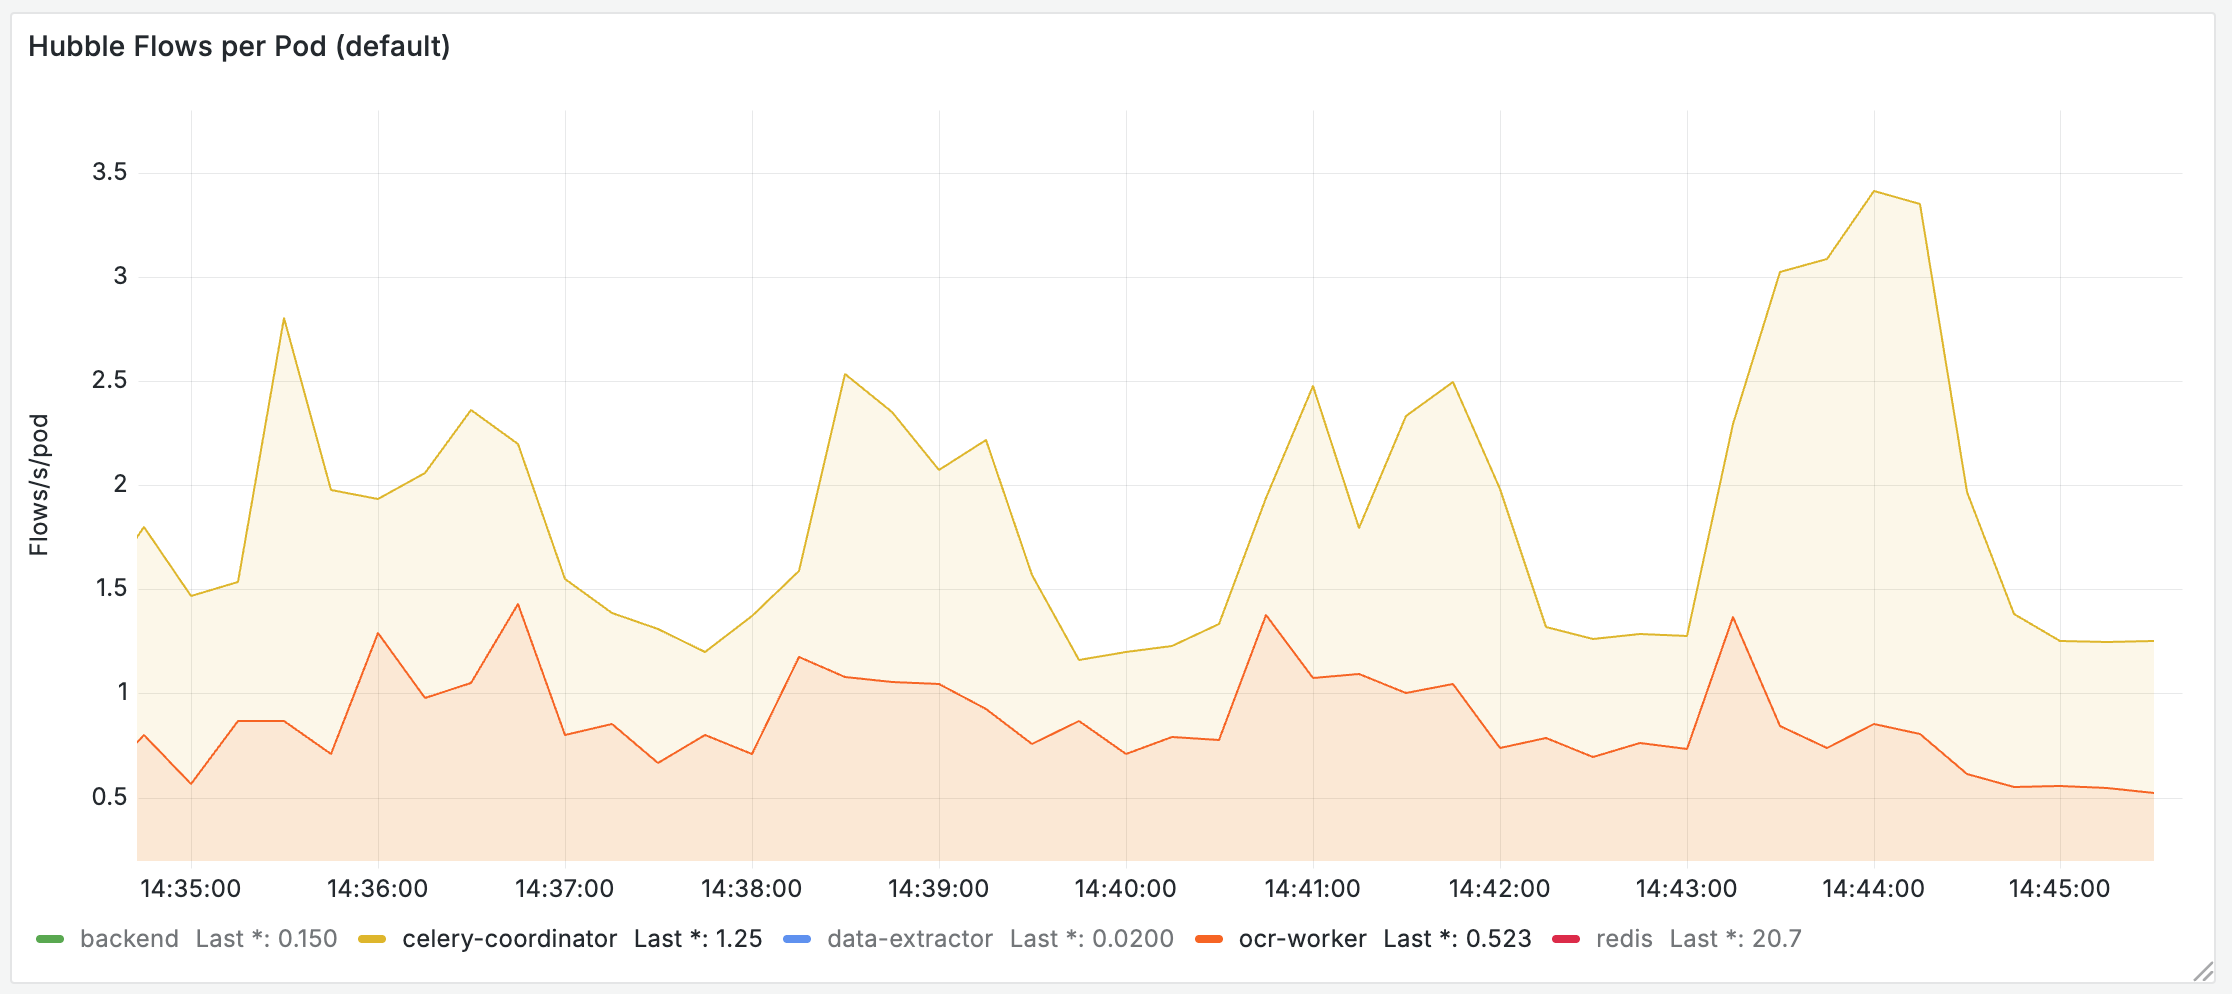 Hubble Flows per Pod (default)
Flows/s/pod
3.5
3
2.5
2
1.5
1
0.5
14:35:00 14:36:00 14:37:00 14:38:00 14:39:00 14:40:00 14:41:00 14:42:00 14:43:00 14:44:00 14:45:00
backend Last *: 0.150 celery-coordinator Last *: 1.25 data-extractor Last *: 0.0200 ocr-worker Last *: 0.523 redis Last *: 20.7